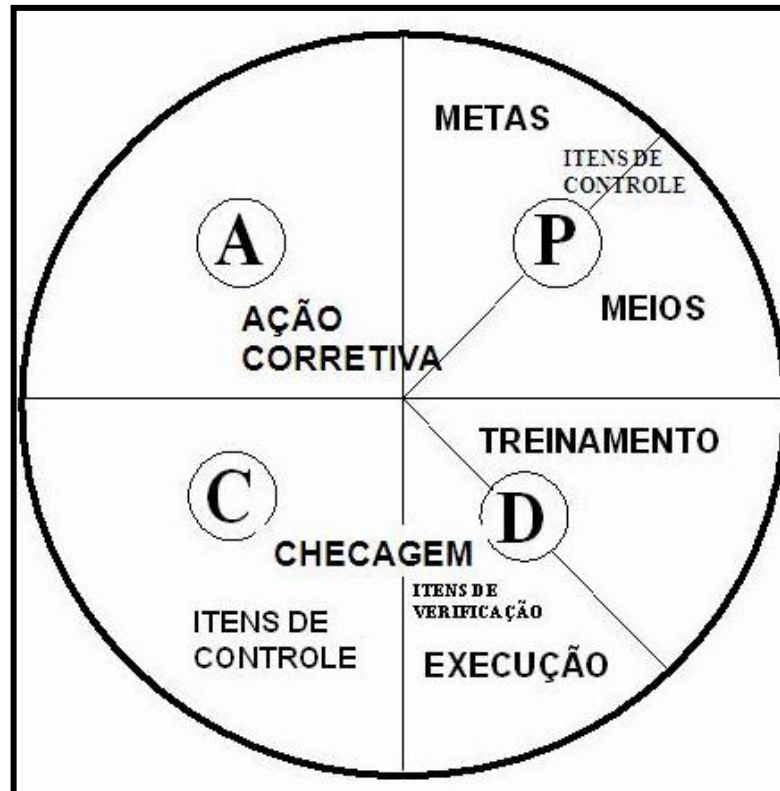 METAS
ITENS DE
CONTROLE
P
MEIOS
A
AÇÃO
CORRETIVA
TREINAMENTO
D
C
CHECAGEM
ITENS DE
VERIFICAÇÃO
ITENS DE
CONTROLE
EXECUÇÃO